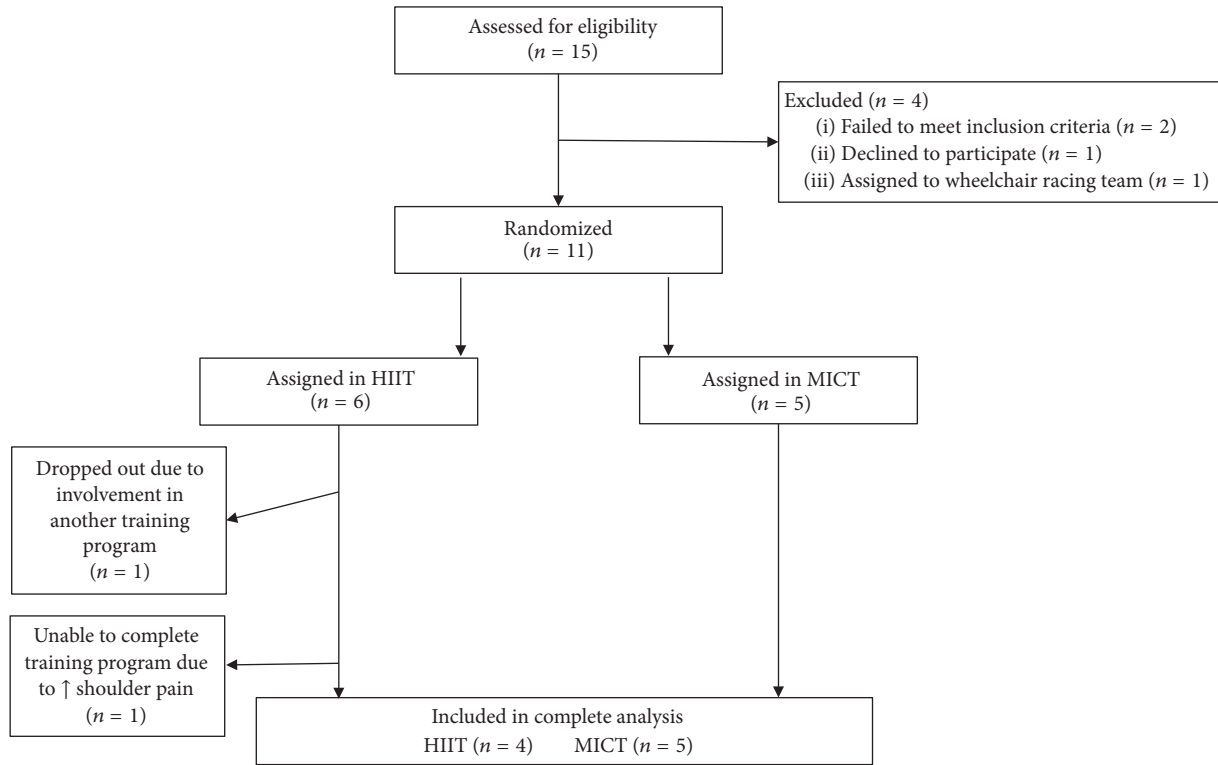 Assessed for eligibility
(n = 15)
Excluded (n = 4)
(i) Failed to meet inclusion criteria (n = 2)
(ii) Declined to participate (n = 1)
(iii) Assigned to wheelchair racing team (n = 1)
Randomized
(n = 11)
Assigned in HIIT
(n = 6)
Assigned in MICT
(n = 5)
Dropped out due to
involvement in
another training
program
(n = 1)
Unable to complete
training program due
to ↑ shoulder pain
(n = 1)
Included in complete analysis
HIIT (n = 4) MICT (n = 5)